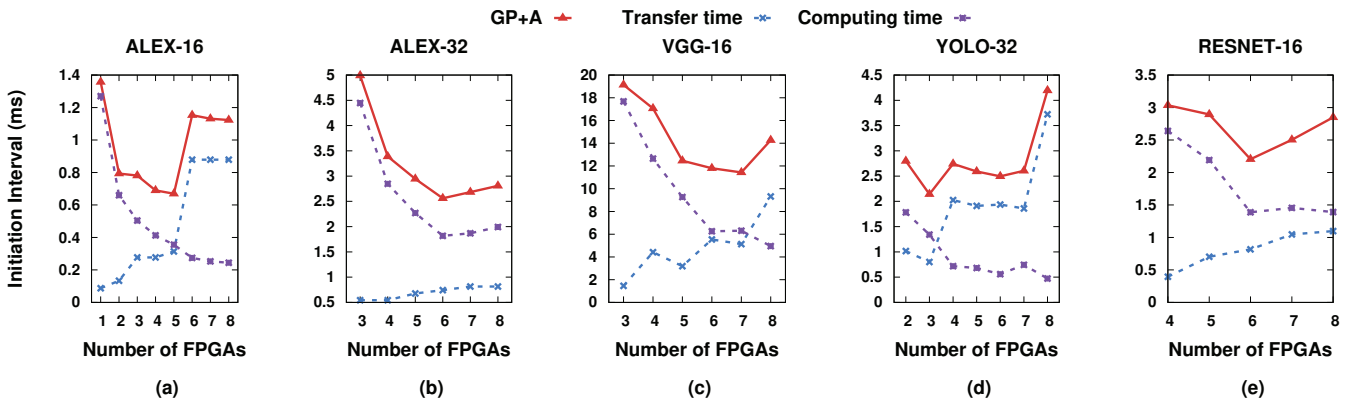 GP+A Transfer time Computing time
ALEX-16 ALEX-32 VGG-16 YOLO-32 RESNET-16
Initiation Interval (ms)
1.4
1.2
1
0.8
0.6
0.4
0.2
0
1 2 3 4 5 6 7 8
Number of FPGAs
(a)
5
4.5
4
3.5
3
2.5
2
1.5
1
0.5
3 4 5 6 7 8
Number of FPGAs
(b)
20
18
16
14
12
10
8
6
4
2
0
3 4 5 6 7 8
Number of FPGAs
(c)
4.5
4
3.5
3
2.5
2
1.5
1
0.5
0
2 3 4 5 6 7 8
Number of FPGAs
(d)
3.5
3
2.5
2
1.5
1
0.5
0
4 5 6 7 8
Number of FPGAs
(e)